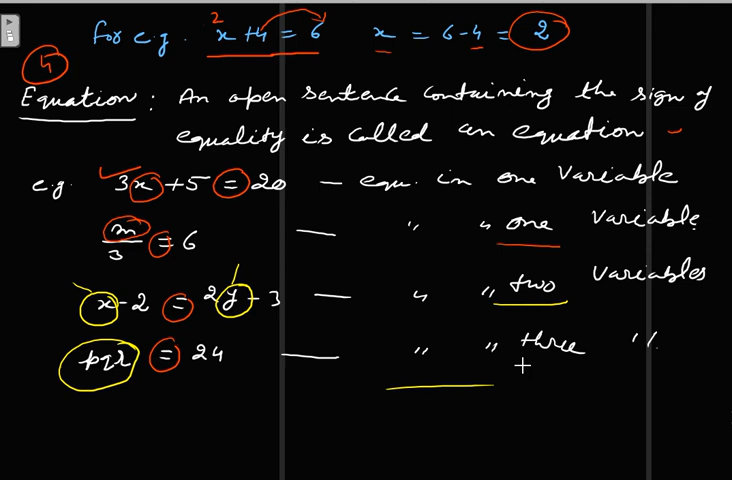 for e.g. x + 4 = 6 x = 6 - 4 = 2
2
5
Equation : An open sentence containing the sign of
equality is called an equation -
e.g. 3x + 5 = 20 — equ. in one variable
m/3 = 6 — " " one variable
x - 2 = 2y - 3 — " " two variables
pqr = 24 — " " three "